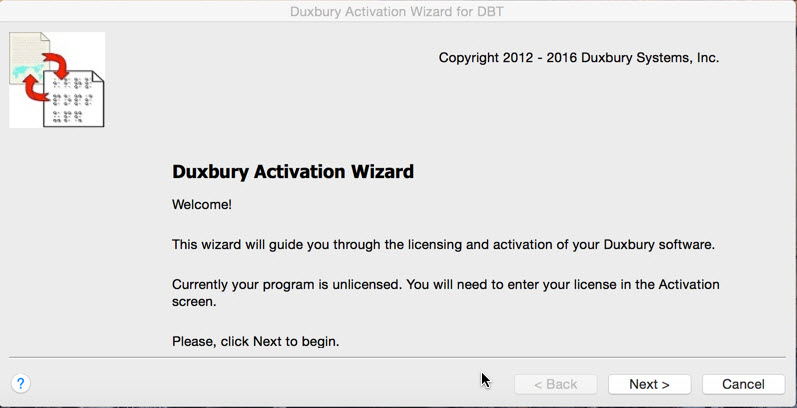 Duxbury Activation Wizard for DBT
Copyright 2012 - 2016 Duxbury Systems, Inc.
Duxbury Activation Wizard
Welcome!
This wizard will guide you through the licensing and activation of your Duxbury software.
Currently your program is unlicensed. You will need to enter your license in the Activation
screen.
Please, click Next to begin.
?
< Back
Next >
Cancel